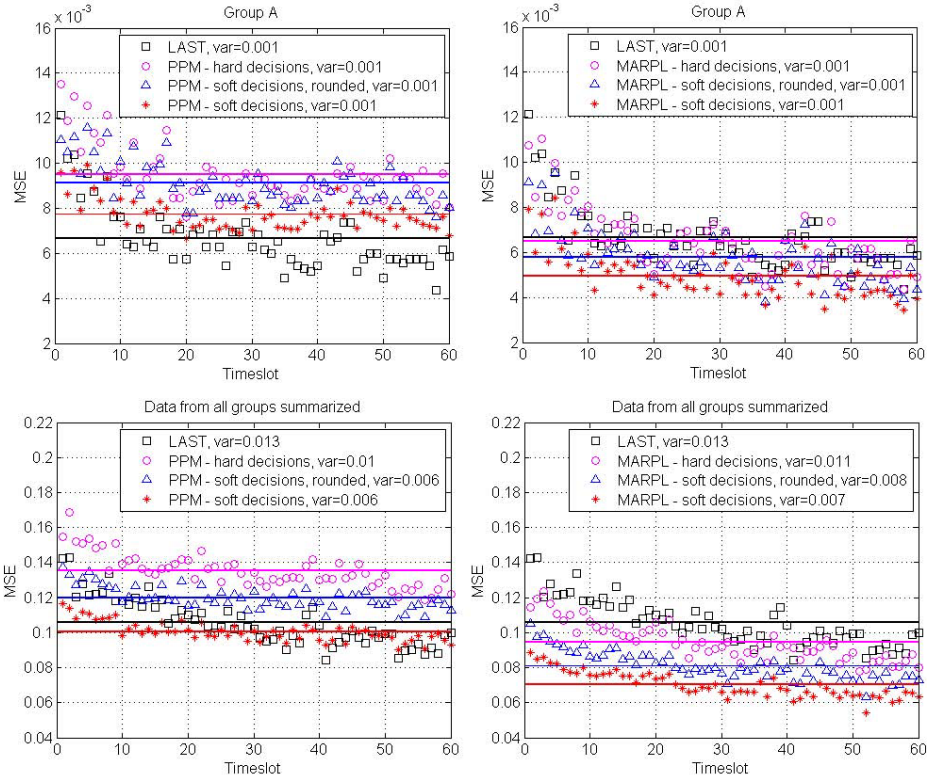 Group A
x 10⁻³
16
14
12
10
8
6
4
2
MSE
LAST, var=0.001
PPM - hard decisions, var=0.001
PPM - soft decisions, rounded, var=0.001
PPM - soft decisions, var=0.001
0 10 20 30 40 50 60
Timeslot
Group A
x 10⁻³
16
14
12
10
8
6
4
2
MSE
LAST, var=0.001
MARPL - hard decisions, var=0.001
MARPL - soft decisions, rounded, var=0.001
MARPL - soft decisions, var=0.001
0 10 20 30 40 50 60
Timeslot
Data from all groups summarized
0.22
0.2
0.18
0.16
0.14
0.12
0.1
0.08
0.06
0.04
MSE
LAST, var=0.013
PPM - hard decisions, var=0.01
PPM - soft decisions, rounded, var=0.006
PPM - soft decisions, var=0.006
0 10 20 30 40 50 60
Timeslot
Data from all groups summarized
0.22
0.2
0.18
0.16
0.14
0.12
0.1
0.08
0.06
0.04
MSE
LAST, var=0.013
MARPL - hard decisions, var=0.011
MARPL - soft decisions, rounded, var=0.008
MARPL - soft decisions, var=0.007
0 10 20 30 40 50 60
Timeslot